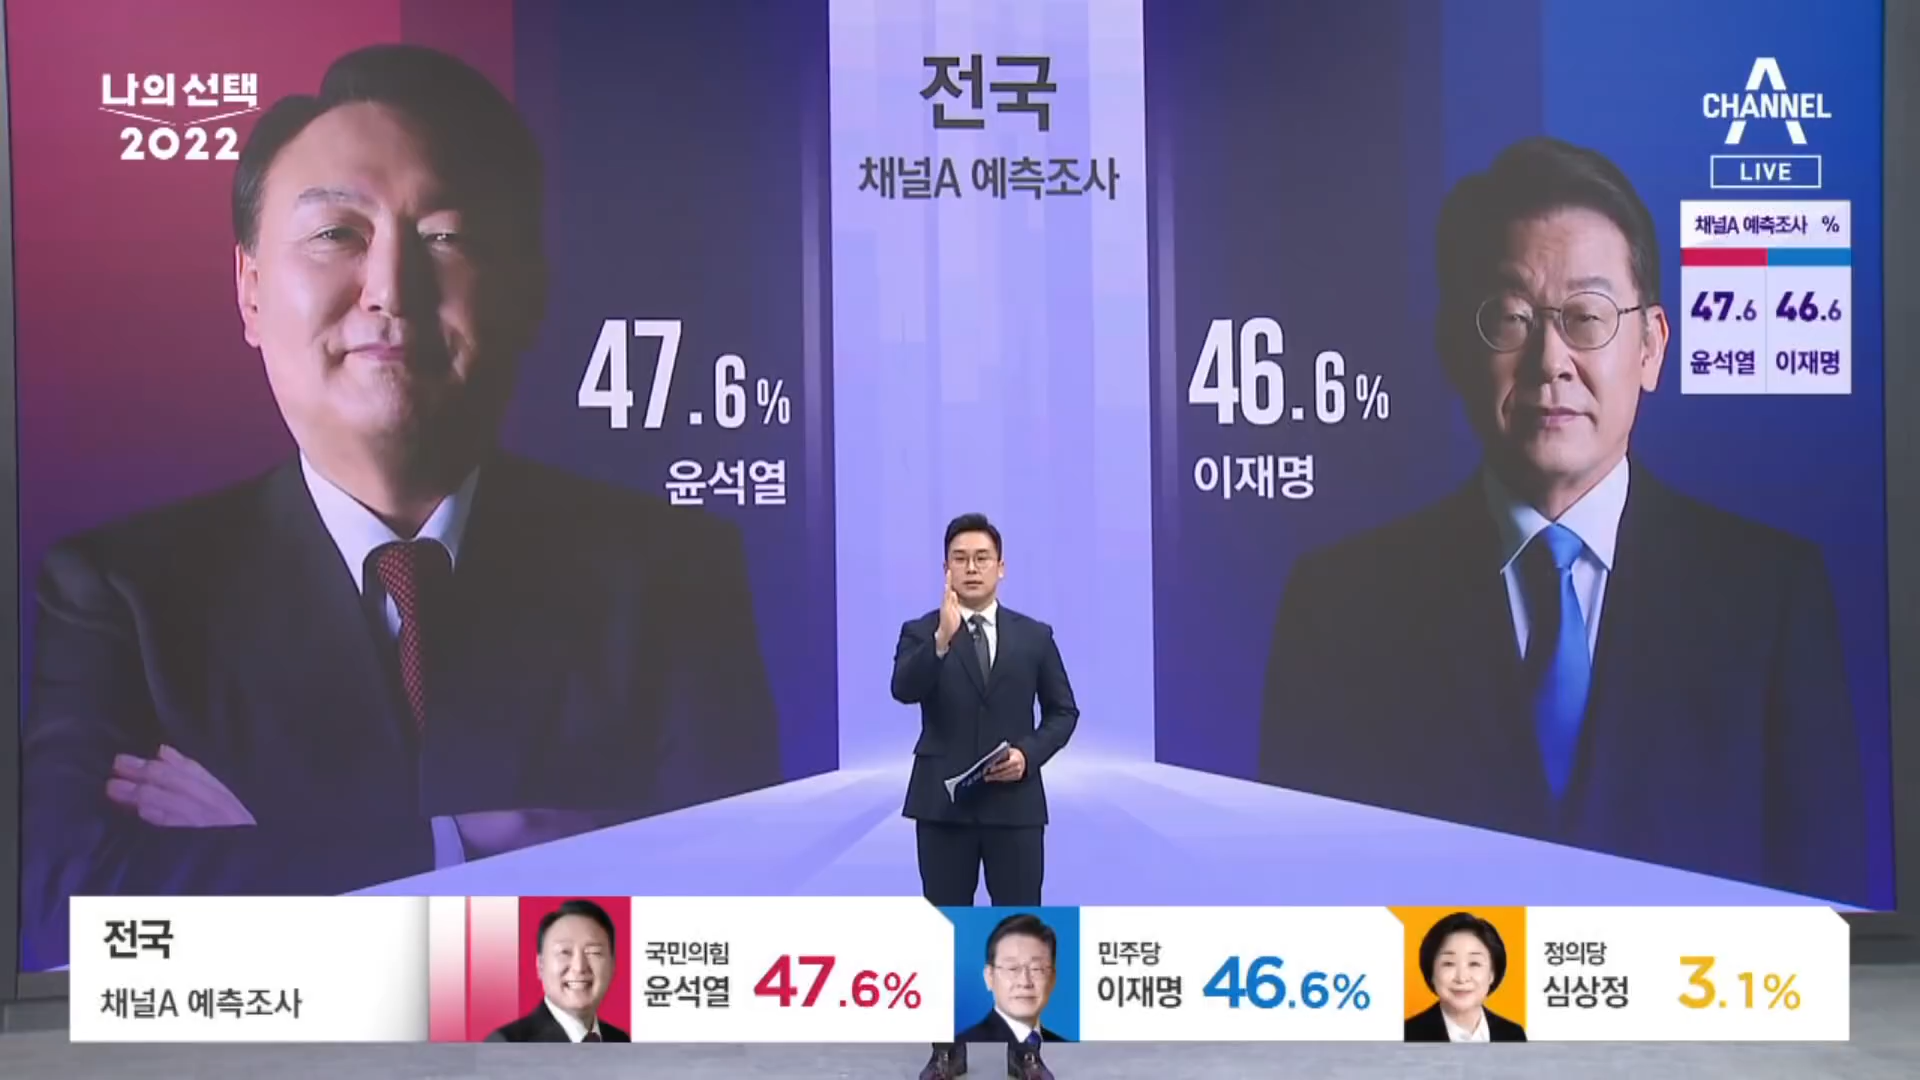 나의 선택
2022
전국
채널A 예측조사
47.6%
윤석열
46.6%
이재명
CHANNEL A
LIVE
채널A 예측조사 %
47.6 46.6
윤석열 이재명
전국
채널A 예측조사
국민의힘
윤석열 47.6%
민주당
이재명 46.6%
정의당
심상정 3.1%